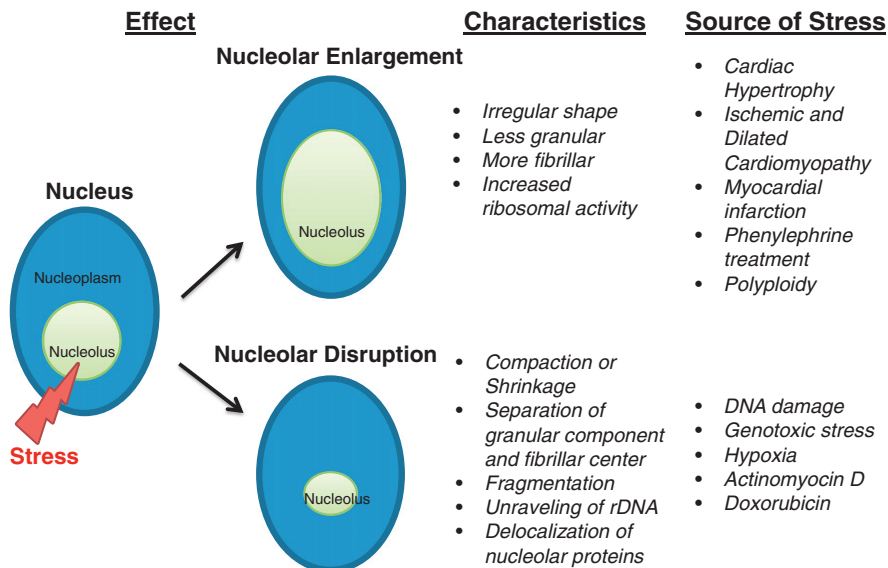 Effect
Characteristics
Source of Stress
Nucleolar Enlargement
Nucleolus
• Irregular shape
• Less granular
• More fibrillar
• Increased
ribosomal activity
• Cardiac
Hypertrophy
• Ischemic and
Dilated
Cardiomyopathy
• Myocardial
infarction
• Phenylephrine
treatment
• Polyploidy
Nucleus
Nucleoplasm
Nucleolus
Stress
Nucleolar Disruption
Nucleolus
• Compaction or
Shrinkage
• Separation of
granular component
and fibrillar center
• Fragmentation
• Unraveling of rDNA
• Delocalization of
nucleolar proteins
• DNA damage
• Genotoxic stress
• Hypoxia
• Actinomyocin D
• Doxorubicin